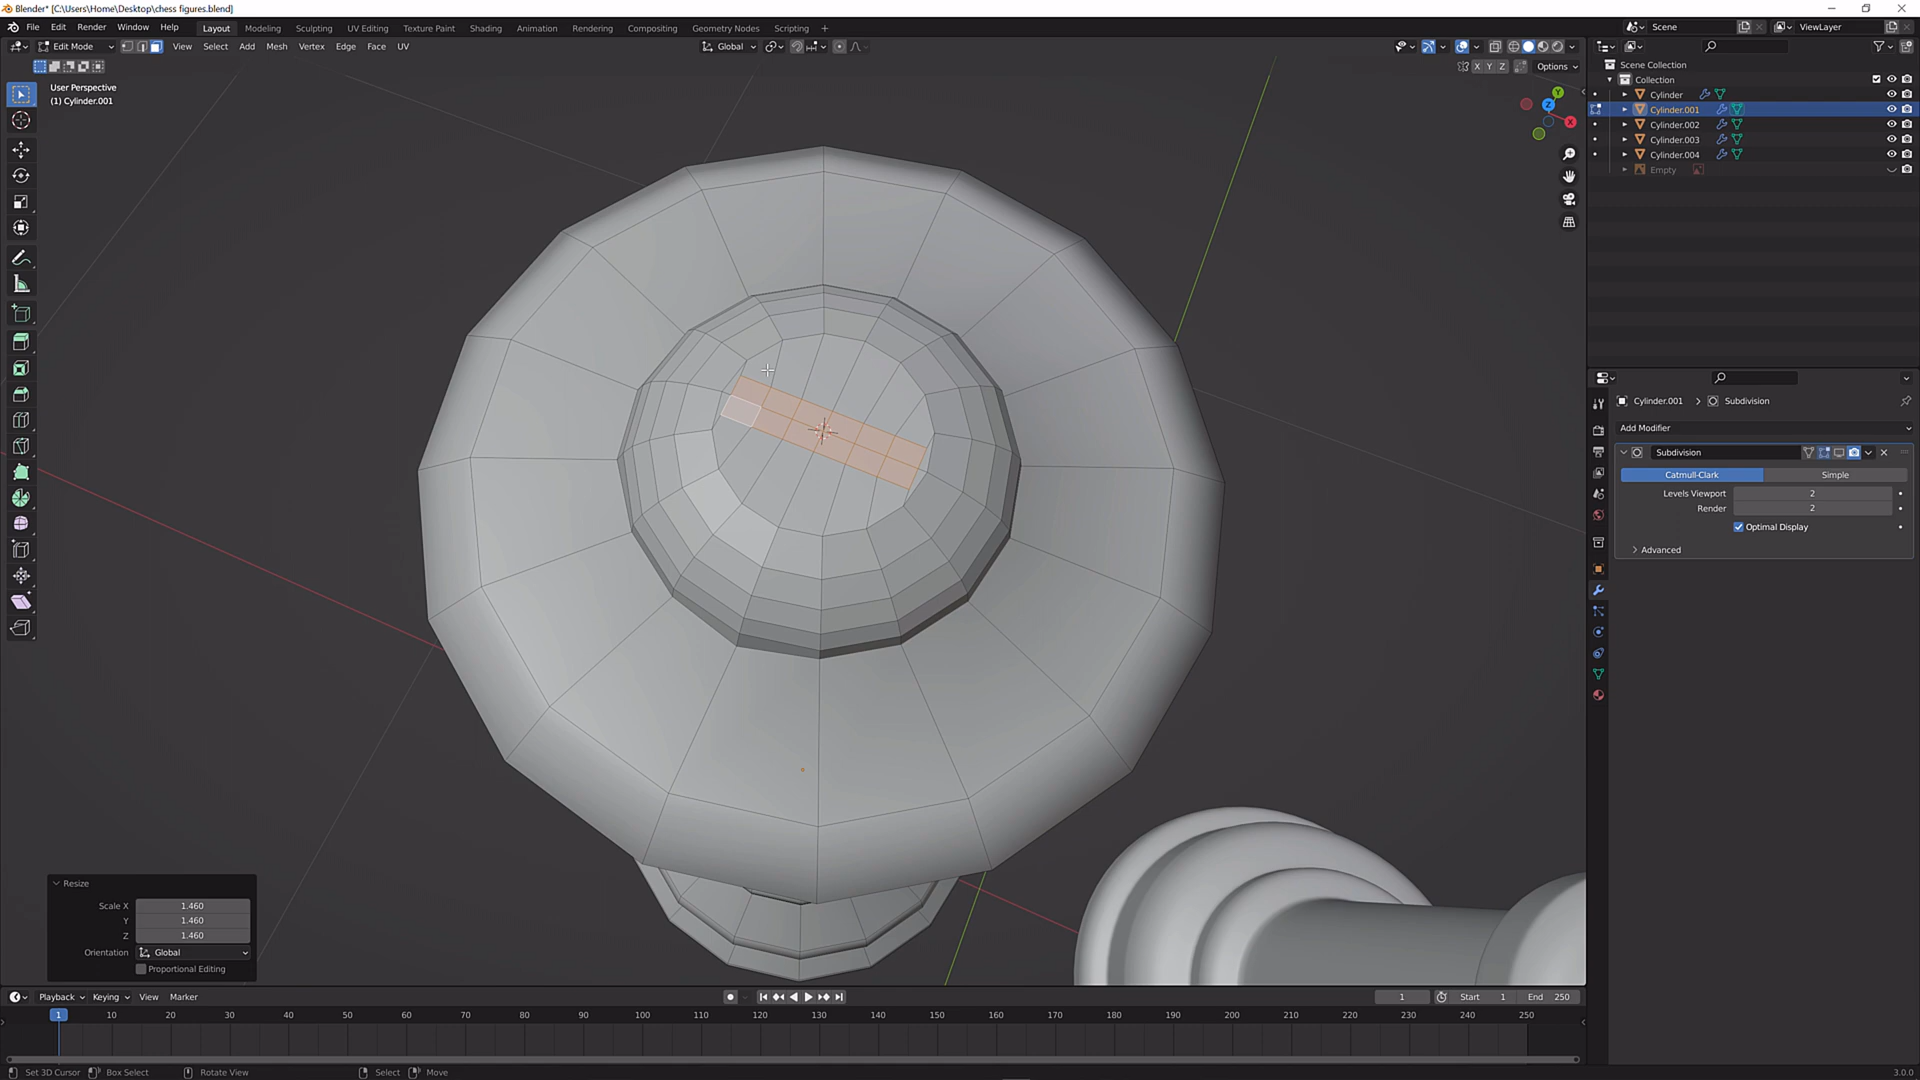 Blender* [C:\Users\Home\Desktop\chess figures.blend]
File Edit Render Window Help Layout Modeling Sculpting UV Editing Texture Paint Shading Animation Rendering Compositing Geometry Nodes Scripting + Scene ViewLayer
Edit Mode View Select Add Mesh Vertex Edge Face UV Global
X Y Z Options
User Perspective
(1) Cylinder.001
Y
Z
X
Scene Collection
Collection
Cylinder
Cylinder.001
Cylinder.002
Cylinder.003
Cylinder.004
Empty
Cylinder.001 > Subdivision
Add Modifier
Subdivision
Catmull-Clark Simple
Levels Viewport 2
Render 2
Optimal Display
Advanced
Resize
Scale X 1.460
Y 1.460
Z 1.460
Orientation Global
Proportional Editing
Playback Keying View Marker 1 Start 1 End 250
1 10 20 30 40 50 60 70 80 90 100 110 120 130 140 150 160 170 180 190 200 210 220 230 240 250
Set 3D Cursor Box Select Rotate View Select Move 3.0.0